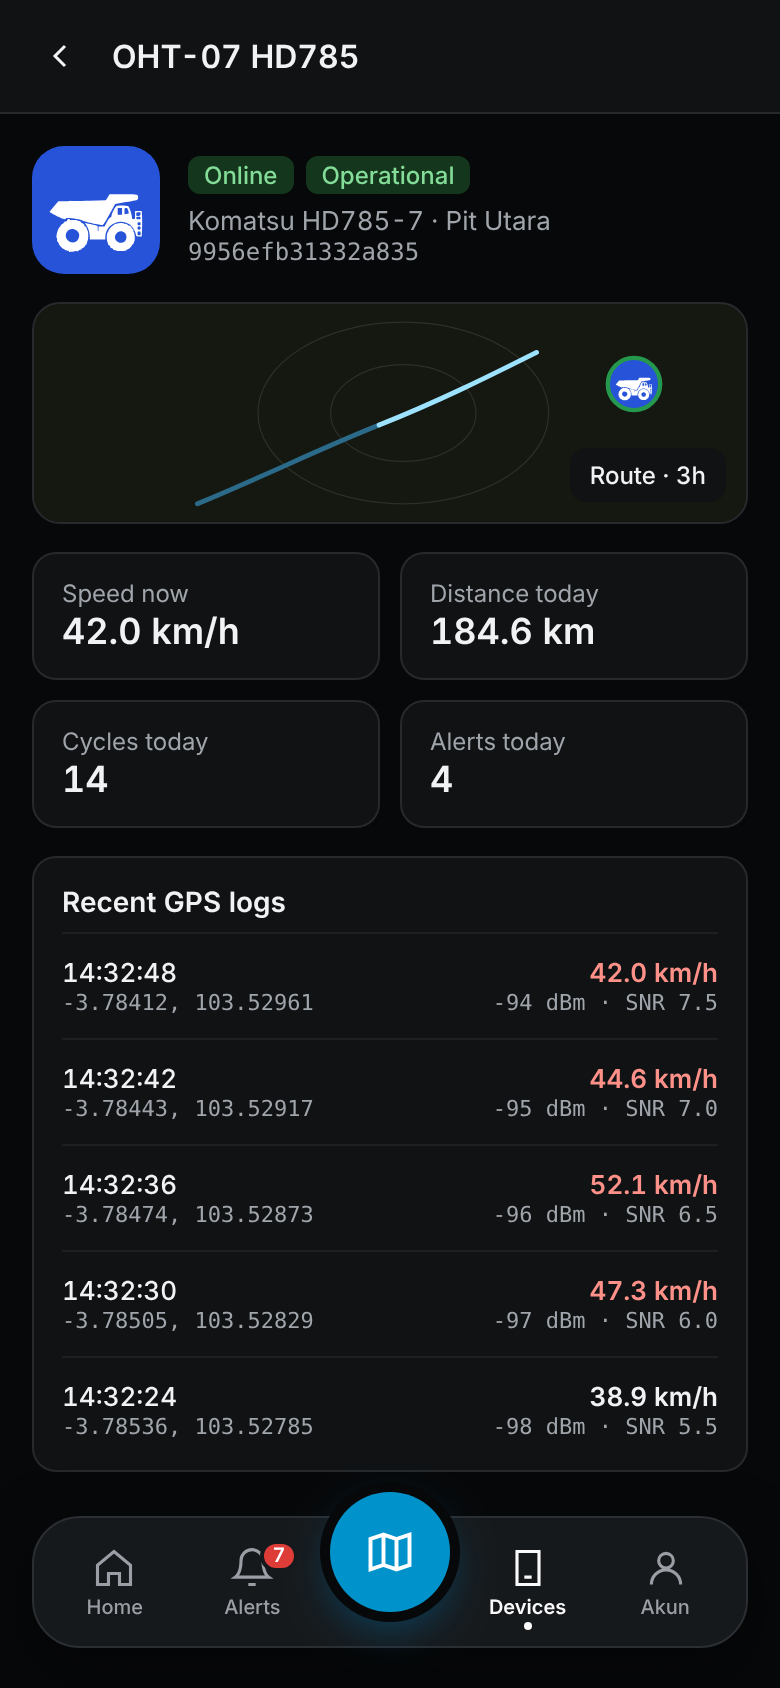 OHT-07 HD785
Online Operational
Komatsu HD785-7 · Pit Utara
9956efb31332a835
Route · 3h
Speed now
42.0 km/h
Distance today
184.6 km
Cycles today
14
Alerts today
4
Recent GPS logs
14:32:48 42.0 km/h
-3.78412, 103.52961 -94 dBm · SNR 7.5
14:32:42 44.6 km/h
-3.78443, 103.52917 -95 dBm · SNR 7.0
14:32:36 52.1 km/h
-3.78474, 103.52873 -96 dBm · SNR 6.5
14:32:30 47.3 km/h
-3.78505, 103.52829 -97 dBm · SNR 6.0
14:32:24 38.9 km/h
-3.78536, 103.52785 -98 dBm · SNR 5.5
7
Home Alerts Devices Akun